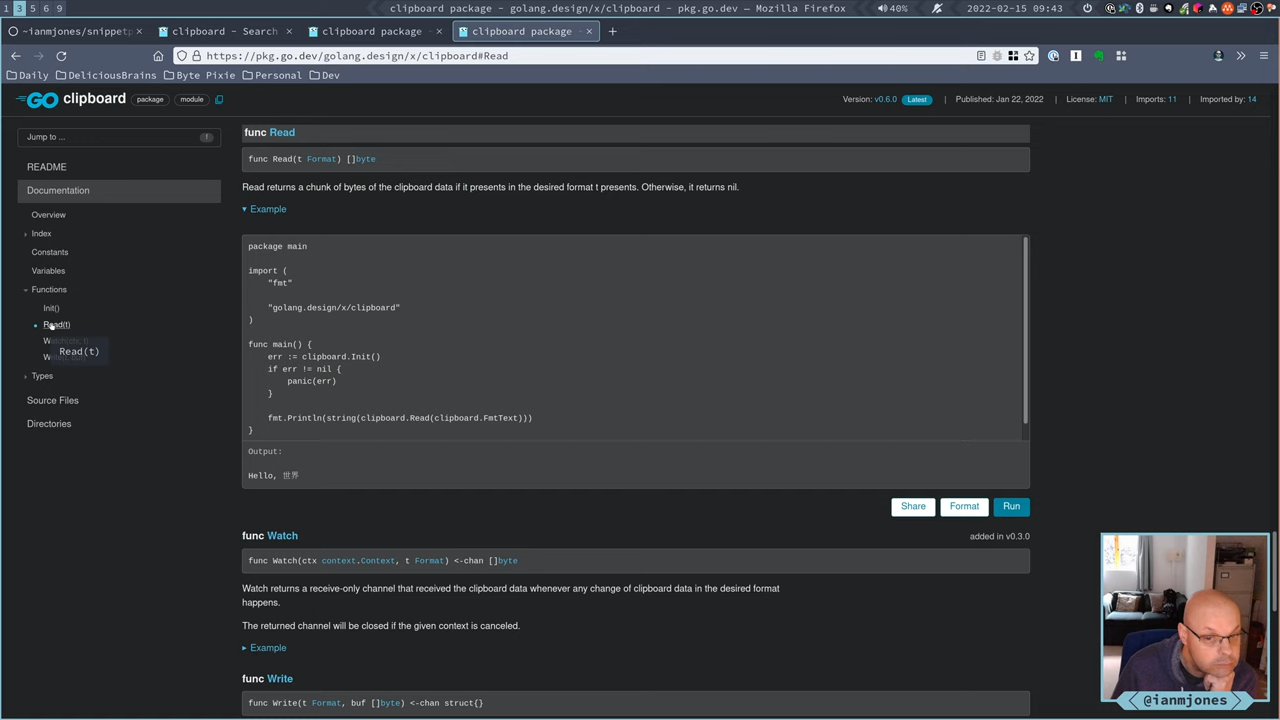 1 3 5 6 9
clipboard package - golang.design/x/clipboard - pkg.go.dev — Mozilla Firefox
40%
2022-02-15 09:43
~ianmjones/snippetp
clipboard - Search
clipboard package
clipboard package -
https://pkg.go.dev/golang.design/x/clipboard#Read
Daily
DeliciousBrains
Byte Pixie
Personal
Dev
GO clipboard
package
module
Version: v0.6.0
Latest
Published: Jan 22, 2022
License: MIT
Imports: 11
Imported by: 14
Jump to ...
f
README
Documentation
Overview
Index
Constants
Variables
Functions
Init()
Read(t)
Read(t)
Types
Source Files
Directories
func Read
func Read(t Format) []byte
Read returns a chunk of bytes of the clipboard data if it presents in the desired format t presents. Otherwise, it returns nil.
▾ Example
package main
import (
"fmt"
"golang.design/x/clipboard"
)
func main() {
err := clipboard.Init()
if err != nil {
panic(err)
}
fmt.Println(string(clipboard.Read(clipboard.FmtText)))
}
Output:
Hello, 世界
Share
Format
Run
func Watch
added in v0.3.0
func Watch(ctx context.Context, t Format) <-chan []byte
Watch returns a receive-only channel that received the clipboard data whenever any change of clipboard data in the desired format
happens.
The returned channel will be closed if the given context is canceled.
▸ Example
func Write
func Write(t Format, buf []byte) <-chan struct{}
@ianmjones